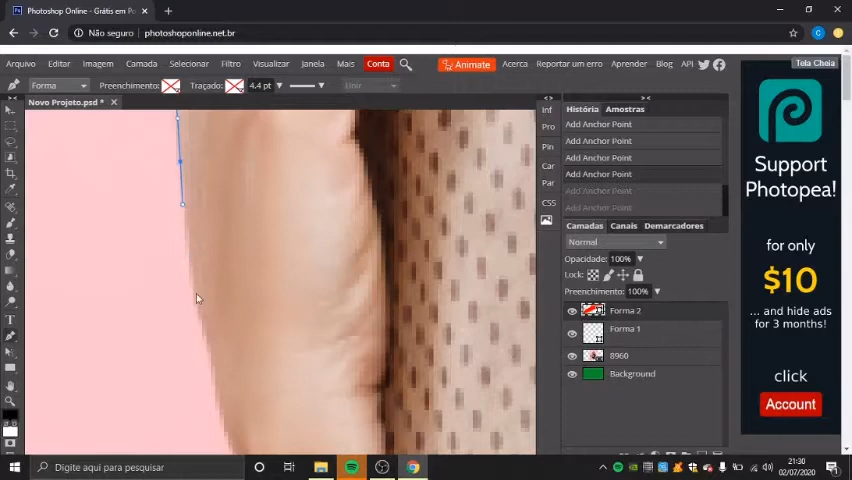 Photoshop Online - Grátis em Por
Não seguro
photoshoponline.net.br
Arquivo
Editar
Imagem
Camada
Selecionar
Filtro
Visualizar
Janela
Mais
Conta
Animate
Acerca
Reportar um erro
Aprender
Blog
API
Tela Cheia
Forma
Preenchimento:
Traçado:
4.4 pt
Unir
Novo Projeto.psd *
Inf
Pro
Pin
Car
Par
CSS
História
Amostras
Add Anchor Point
Add Anchor Point
Add Anchor Point
Add Anchor Point
Add Anchor Point
Add Anchor Point
Camadas
Canais
Demarcadores
Normal
Opacidade:
100%
Lock:
Preenchimento:
100%
Forma 2
Forma 1
8960
Background
Support
Photopea!
for only
$10
... and hide ads
for 3 months!
click
Account
Digite aqui para pesquisar
21:30
02/07/2020